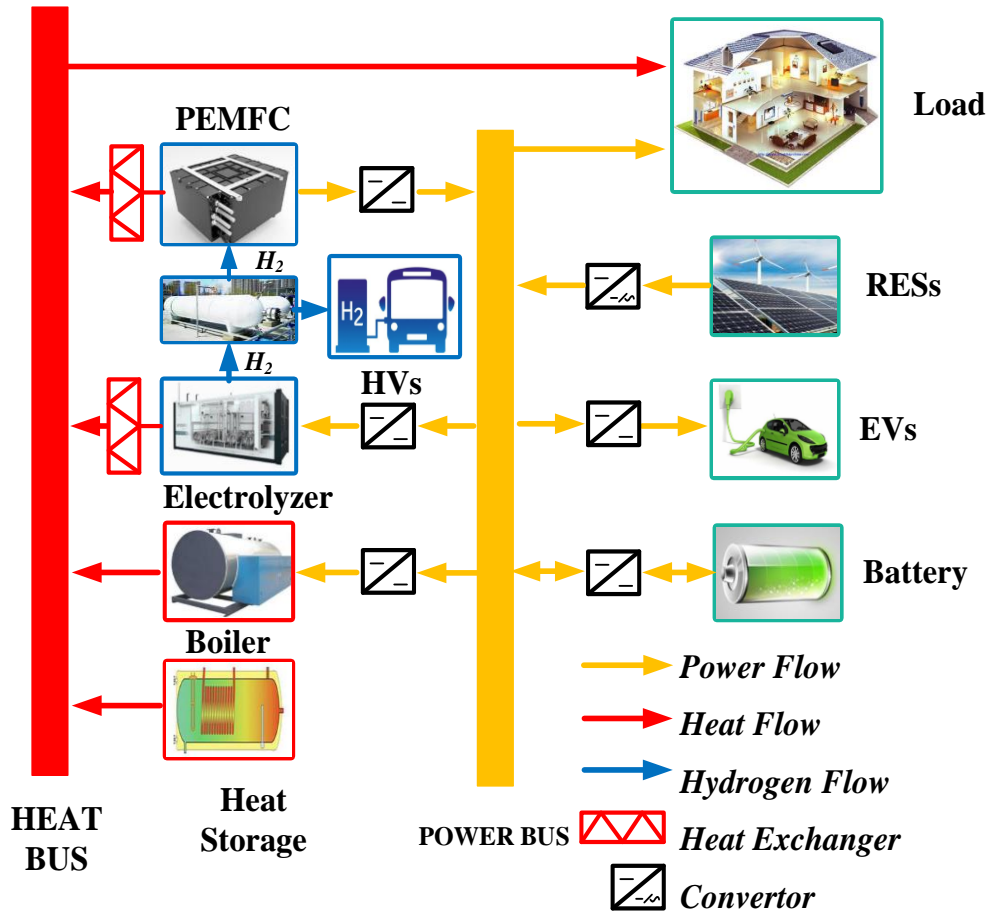 PEMFC
Load
H2
H2
RESs
H2
HVs
EVs
Electrolyzer
Battery
Boiler
Power Flow
Heat Flow
Hydrogen Flow
Heat
Storage
HEAT
BUS
POWER BUS
Heat Exchanger
Convertor